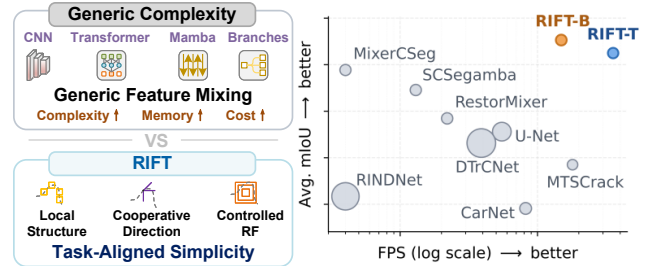 Generic Complexity
CNN Transformer Mamba Branches
Generic Feature Mixing
Complexity ↑ Memory ↑ Cost ↑
VS
RIFT
Local Structure
Cooperative Direction
Controlled RF
Task-Aligned Simplicity
Avg. mIoU → better
RIFT-B
RIFT-T
MixerCSeg
SCSegamba
RestorMixer
U-Net
DTrCNet
MTSCrack
RINDNet
CarNet
FPS (log scale) → better